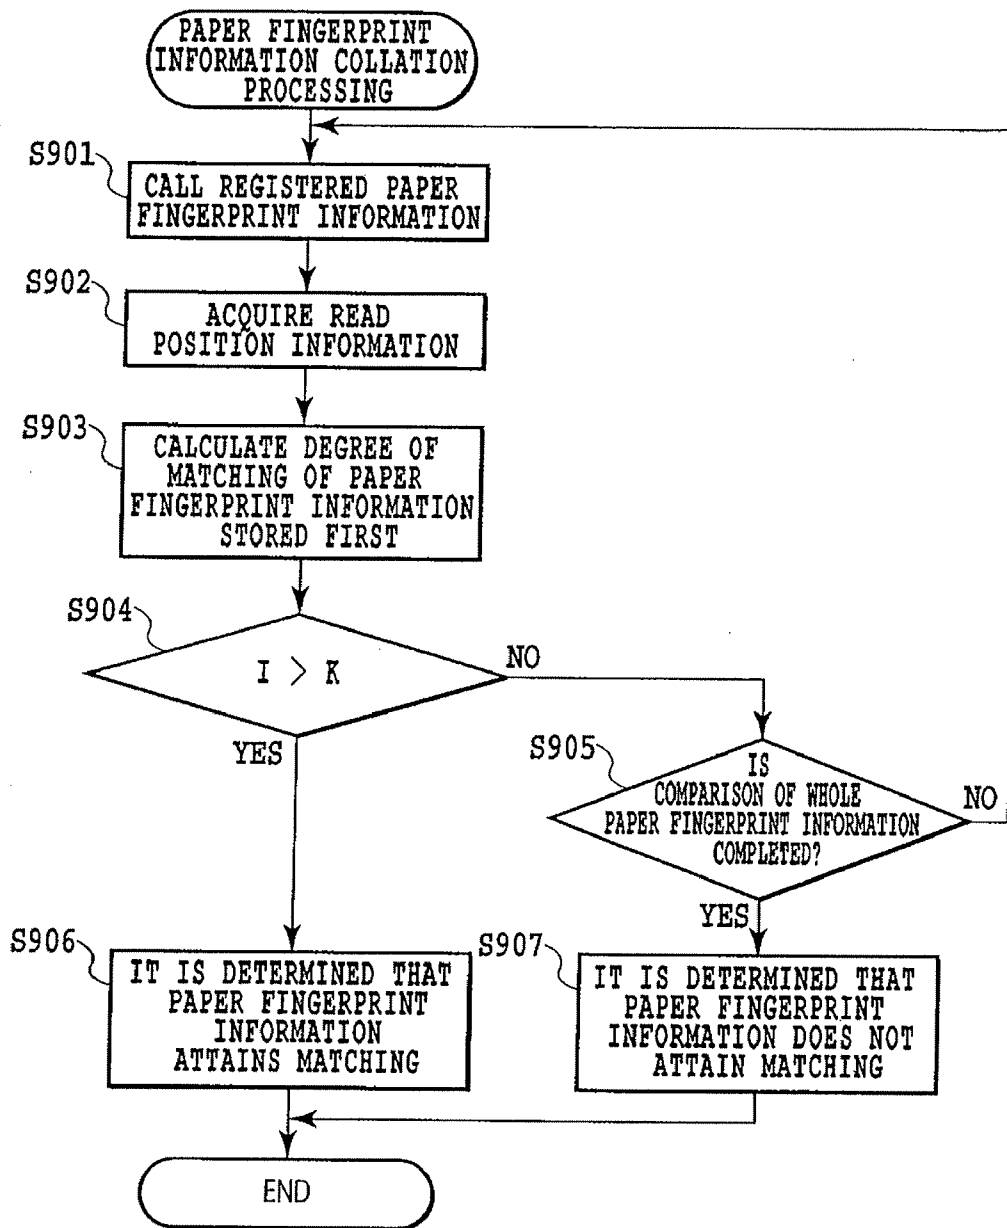 PAPER FINGERPRINT
INFORMATION COLLATION
PROCESSING
S901
CALL REGISTERED PAPER
FINGERPRINT INFORMATION
S902
ACQUIRE READ
POSITION INFORMATION
S903
CALCULATE DEGREE OF
MATCHING OF PAPER
FINGERPRINT INFORMATION
STORED FIRST
S904
I > K
NO
YES
S905
IS
COMPARISON OF WHOLE
PAPER FINGERPRINT INFORMATION
COMPLETED?
NO
YES
S906
IT IS DETERMINED THAT
PAPER FINGERPRINT
INFORMATION
ATTAINS MATCHING
S907
IT IS DETERMINED THAT
PAPER FINGERPRINT
INFORMATION DOES NOT
ATTAIN MATCHING
END